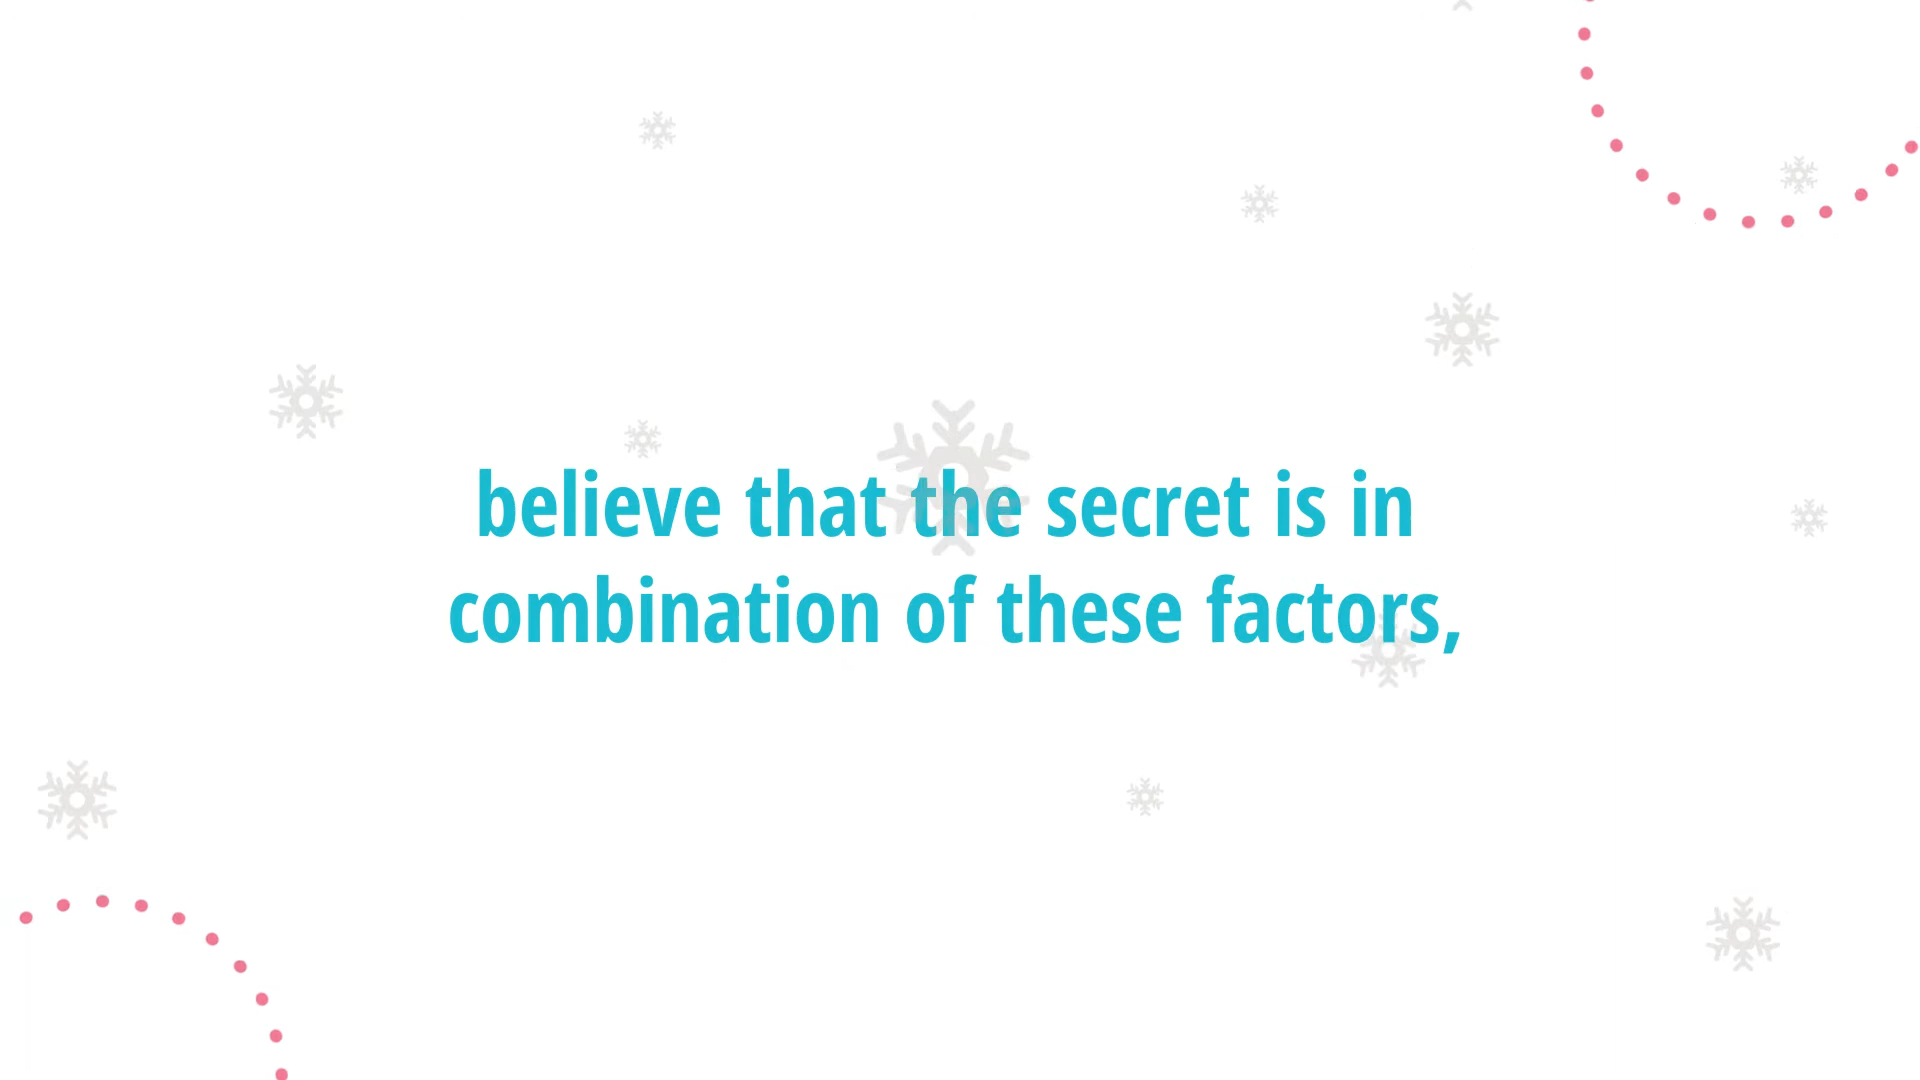 believe that the secret is in
combination of these factors,